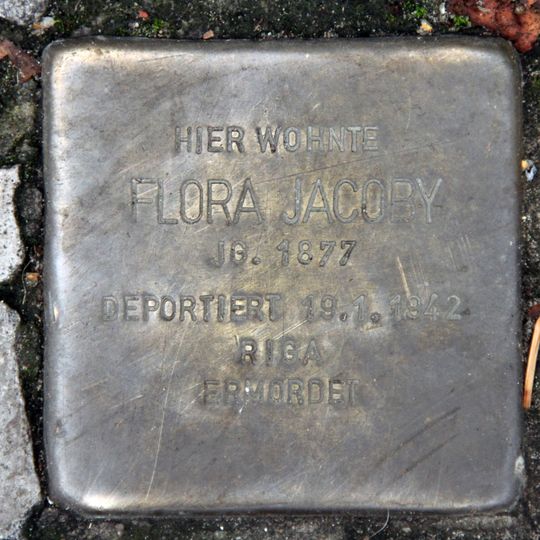 HIER WOHNTE
FLORA JACOBY
JG. 1877
DEPORTIERT 19.1.1942
RIGA
ERMORDET